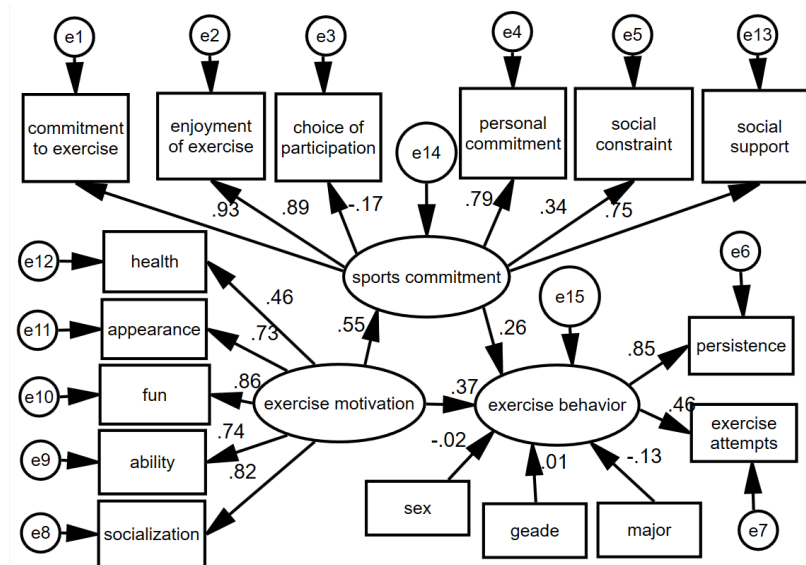 e1
e2
e3
e4
e5
e13
commitment
to exercise
enjoyment
of exercise
choice of
participation
e14
personal
commitment
social
constraint
social
support
.93
.89
-.17
.79
.34
.75
e12
health
sports commitment
e6
e11
appearance
.46
.73
.55
.26
e15
.85
persistence
e10
fun
.86
exercise motivation
.37
exercise behavior
.46
exercise
attempts
e9
ability
.74
.82
-.02
.01
-.13
e8
socialization
sex
geade
major
e7